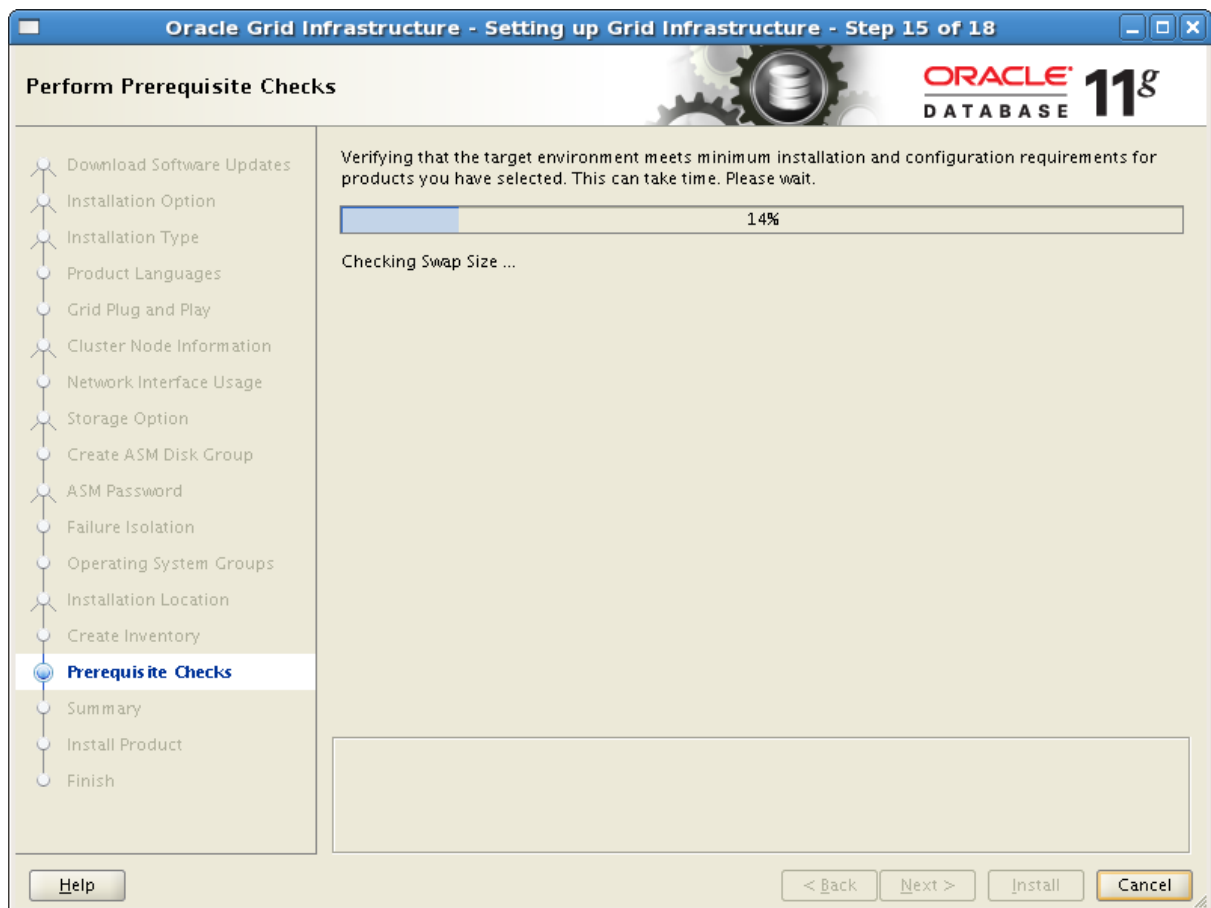 Oracle Grid Infrastructure - Setting up Grid Infrastructure - Step 15 of 18
Perform Prerequisite Checks
ORACLE
DATABASE
11g
Download Software Updates
Installation Option
Installation Type
Product Languages
Grid Plug and Play
Cluster Node Information
Network Interface Usage
Storage Option
Create ASM Disk Group
ASM Password
Failure Isolation
Operating System Groups
Installation Location
Create Inventory
Prerequisite Checks
Summary
Install Product
Finish
Verifying that the target environment meets minimum installation and configuration requirements for
products you have selected. This can take time. Please wait.
14%
Checking Swap Size ...
Help
< Back
Next >
Install
Cancel